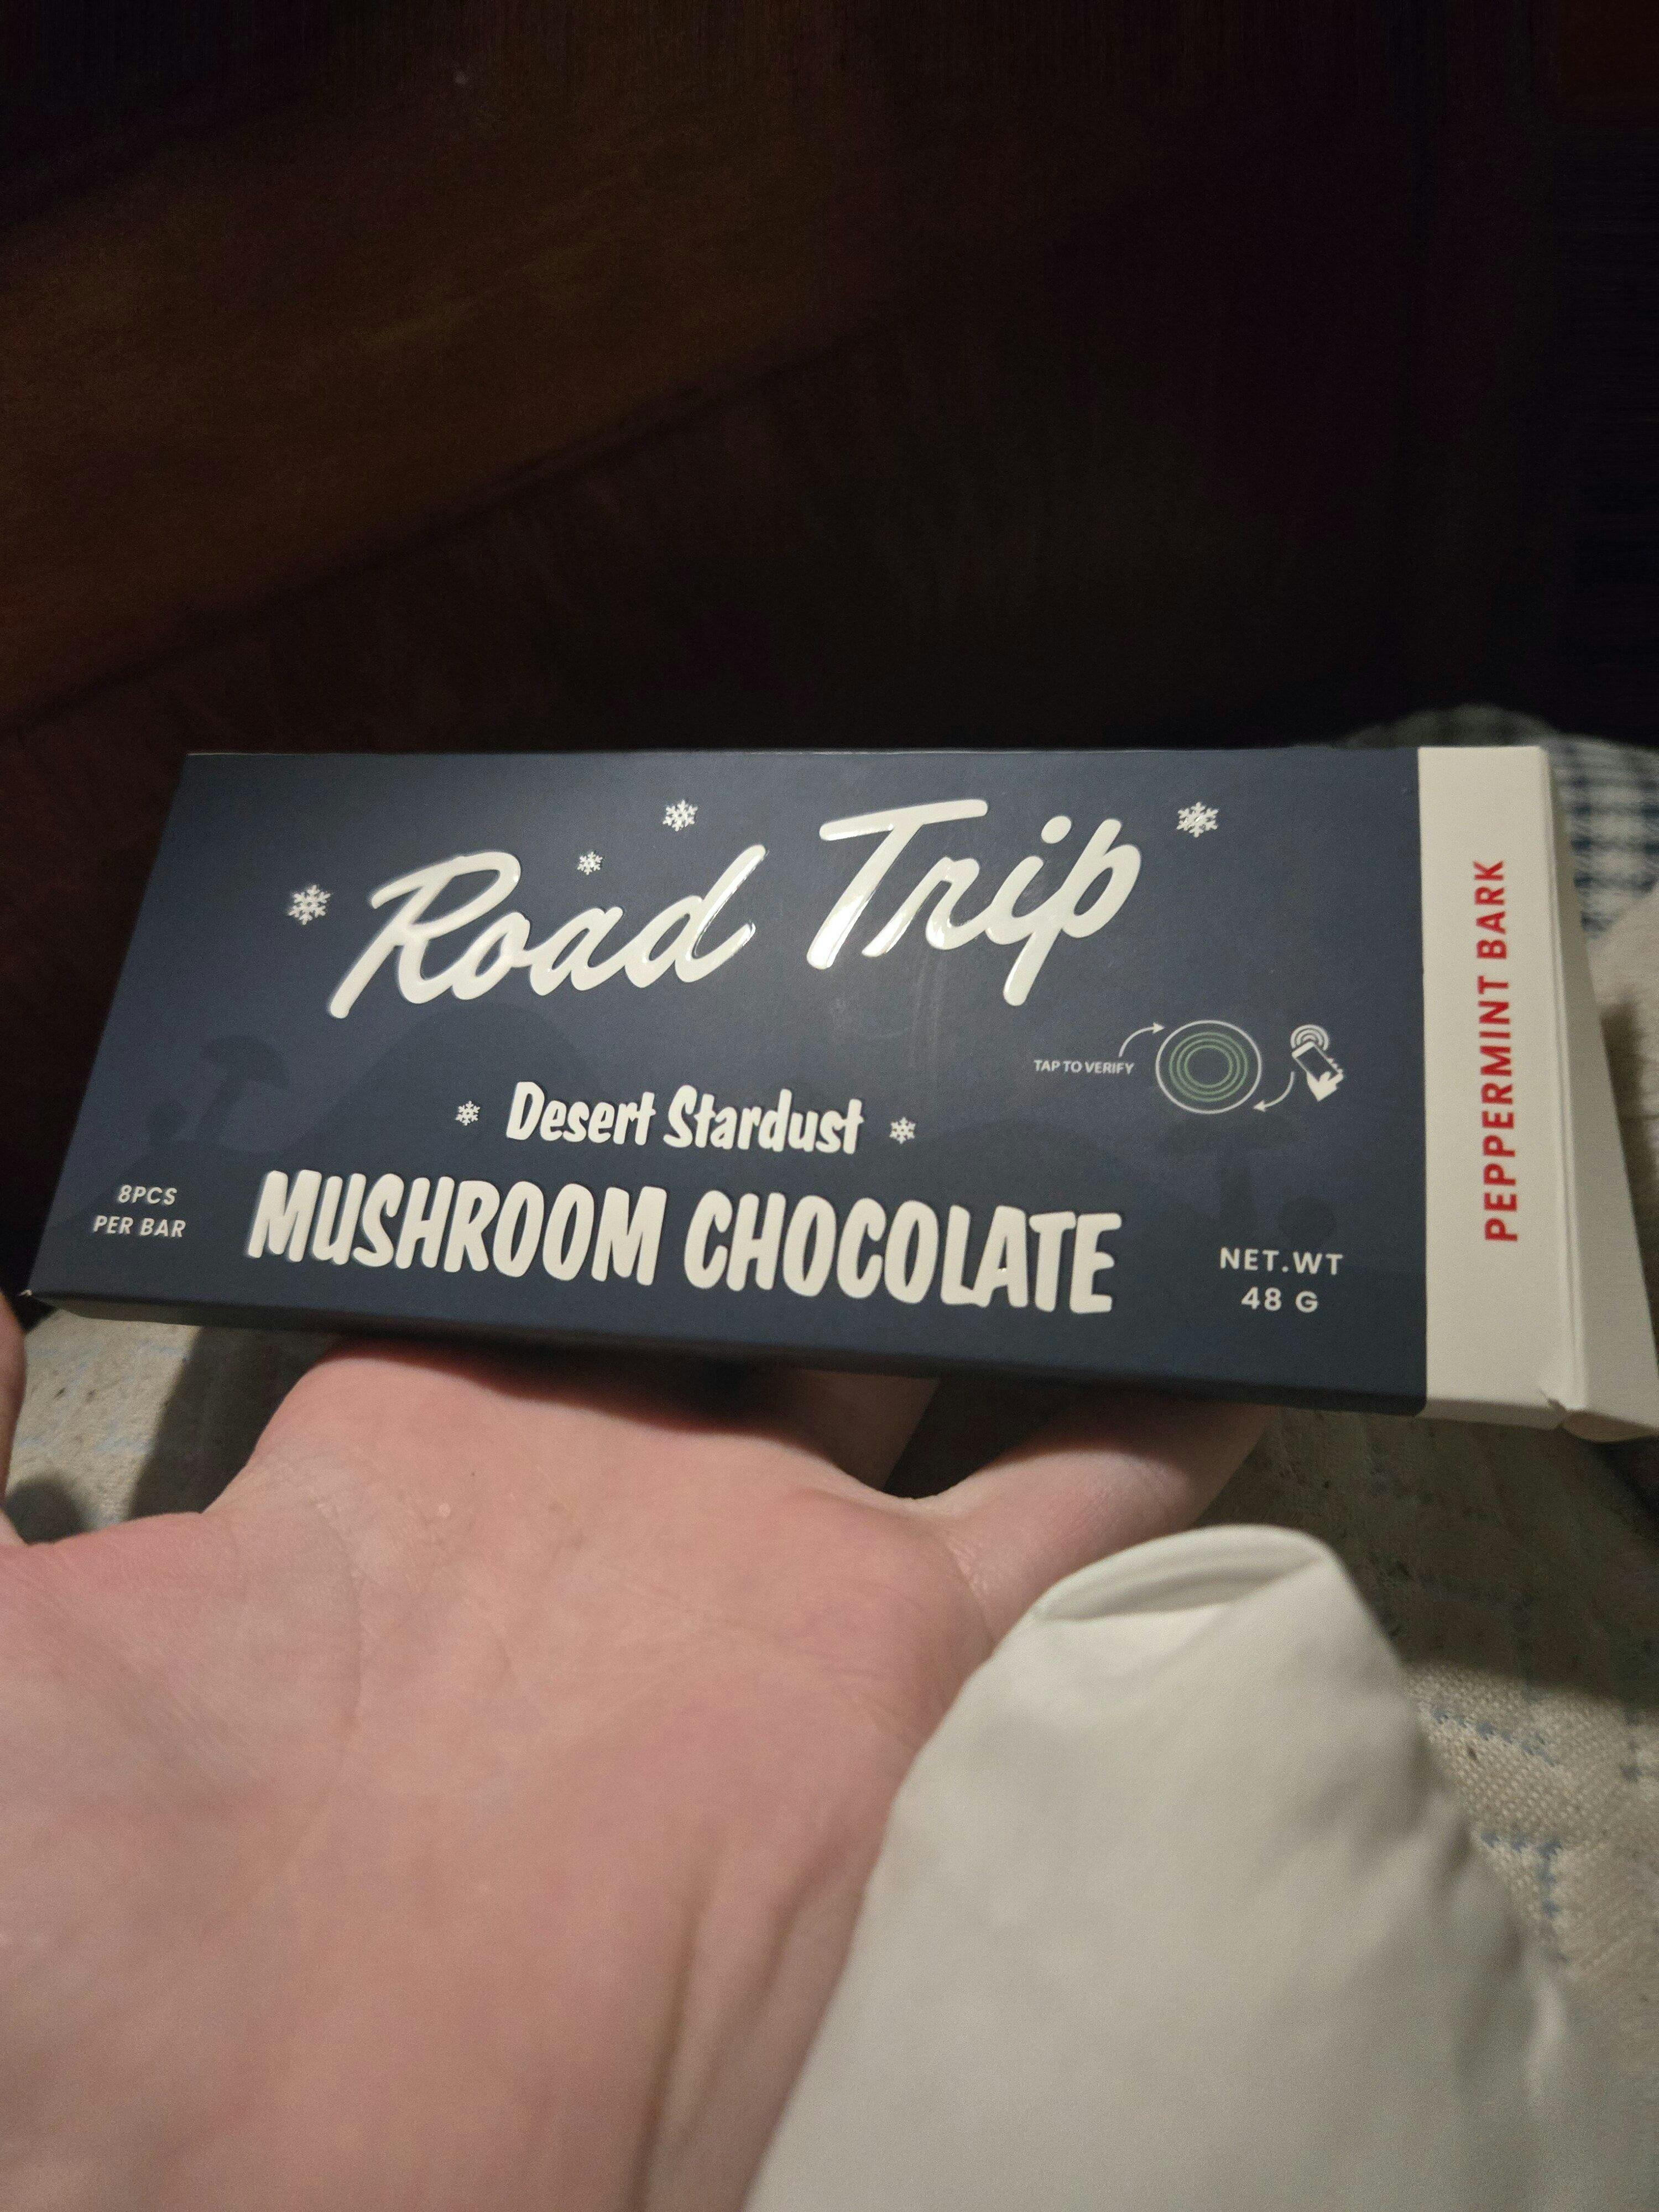 Road Trip
TAP TO VERIFY
Desert Stardust
MUSHROOM CHOCOLATE
8PCS
PER BAR
NET.WT
48 G
PEPPERMINT BARK